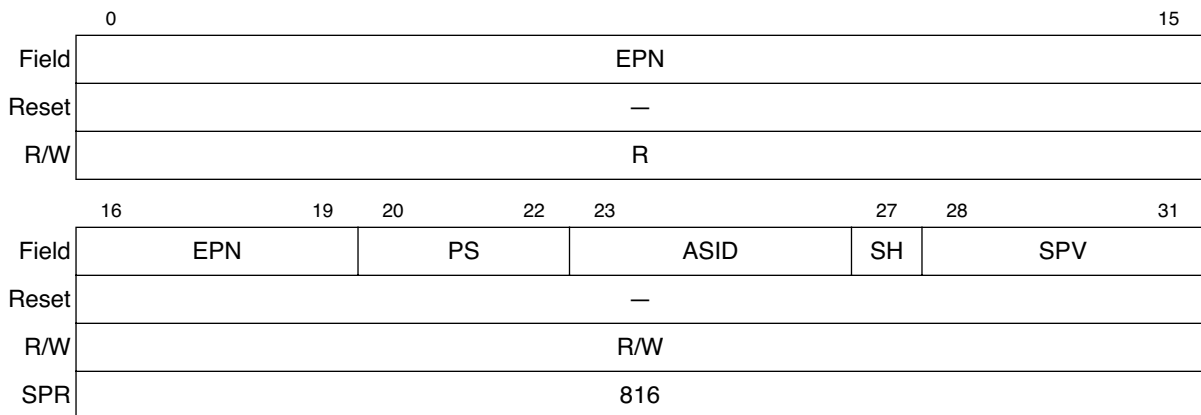 0 15
Field EPN
Reset —
R/W R
16 19 20 22 23 27 28 31
Field EPN PS ASID SH SPV
Reset —
R/W R/W
SPR 816